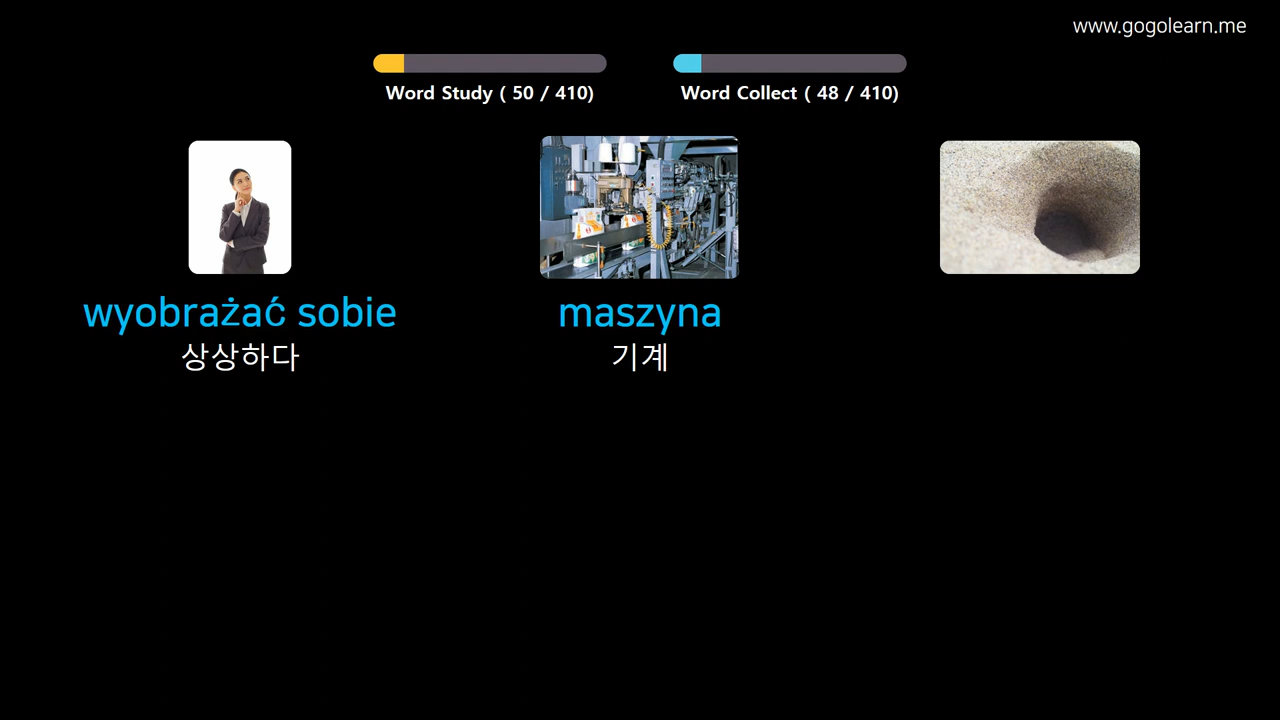 www.gogolearn.me
Word Study ( 50 / 410)
Word Collect ( 48 / 410)
wyobrażać sobie
상상하다
maszyna
기계